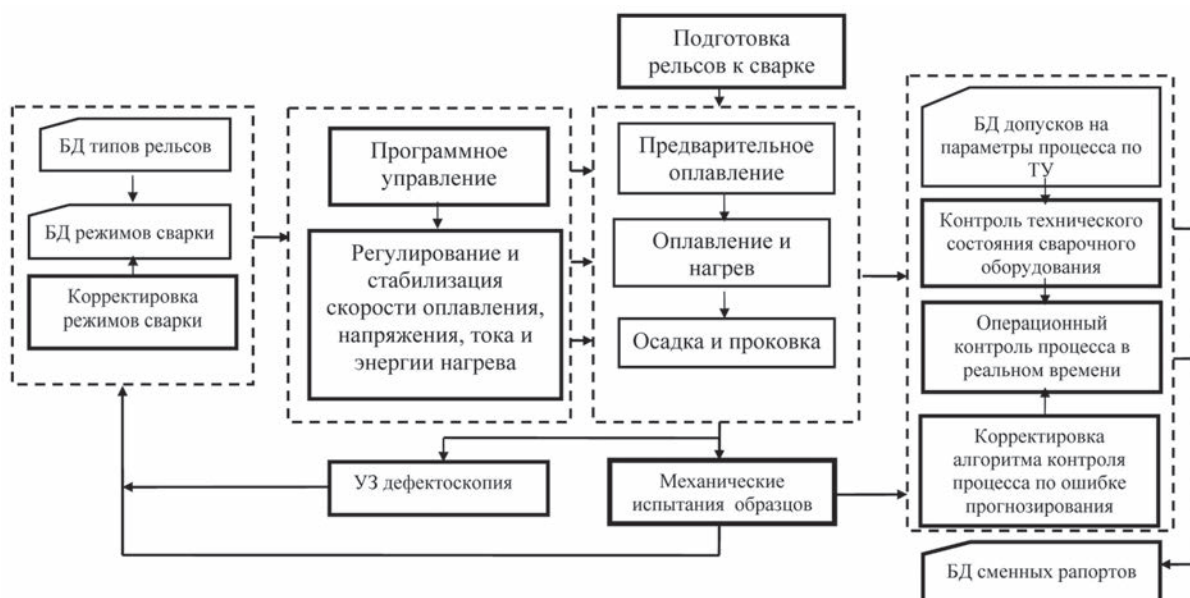 Подготовка
рельсов к сварке
БД типов рельсов
БД режимов сварки
Корректировка
режимов сварки
Программное
управление
Регулирование и
стабилизация
скорости оплавления,
напряжения, тока и
энергии нагрева
Предварительное
оплавление
Оплавление и
нагрев
Осадка и проковка
БД допусков на
параметры процесса по
ТУ
Контроль технического
состояния сварочного
оборудования
Операционный
контроль процесса в
реальном времени
Корректировка
алгоритма контроля
процесса по ошибке
прогнозирования
УЗ дефектоскопия
Механические
испытания образцов
БД сменных рапортов